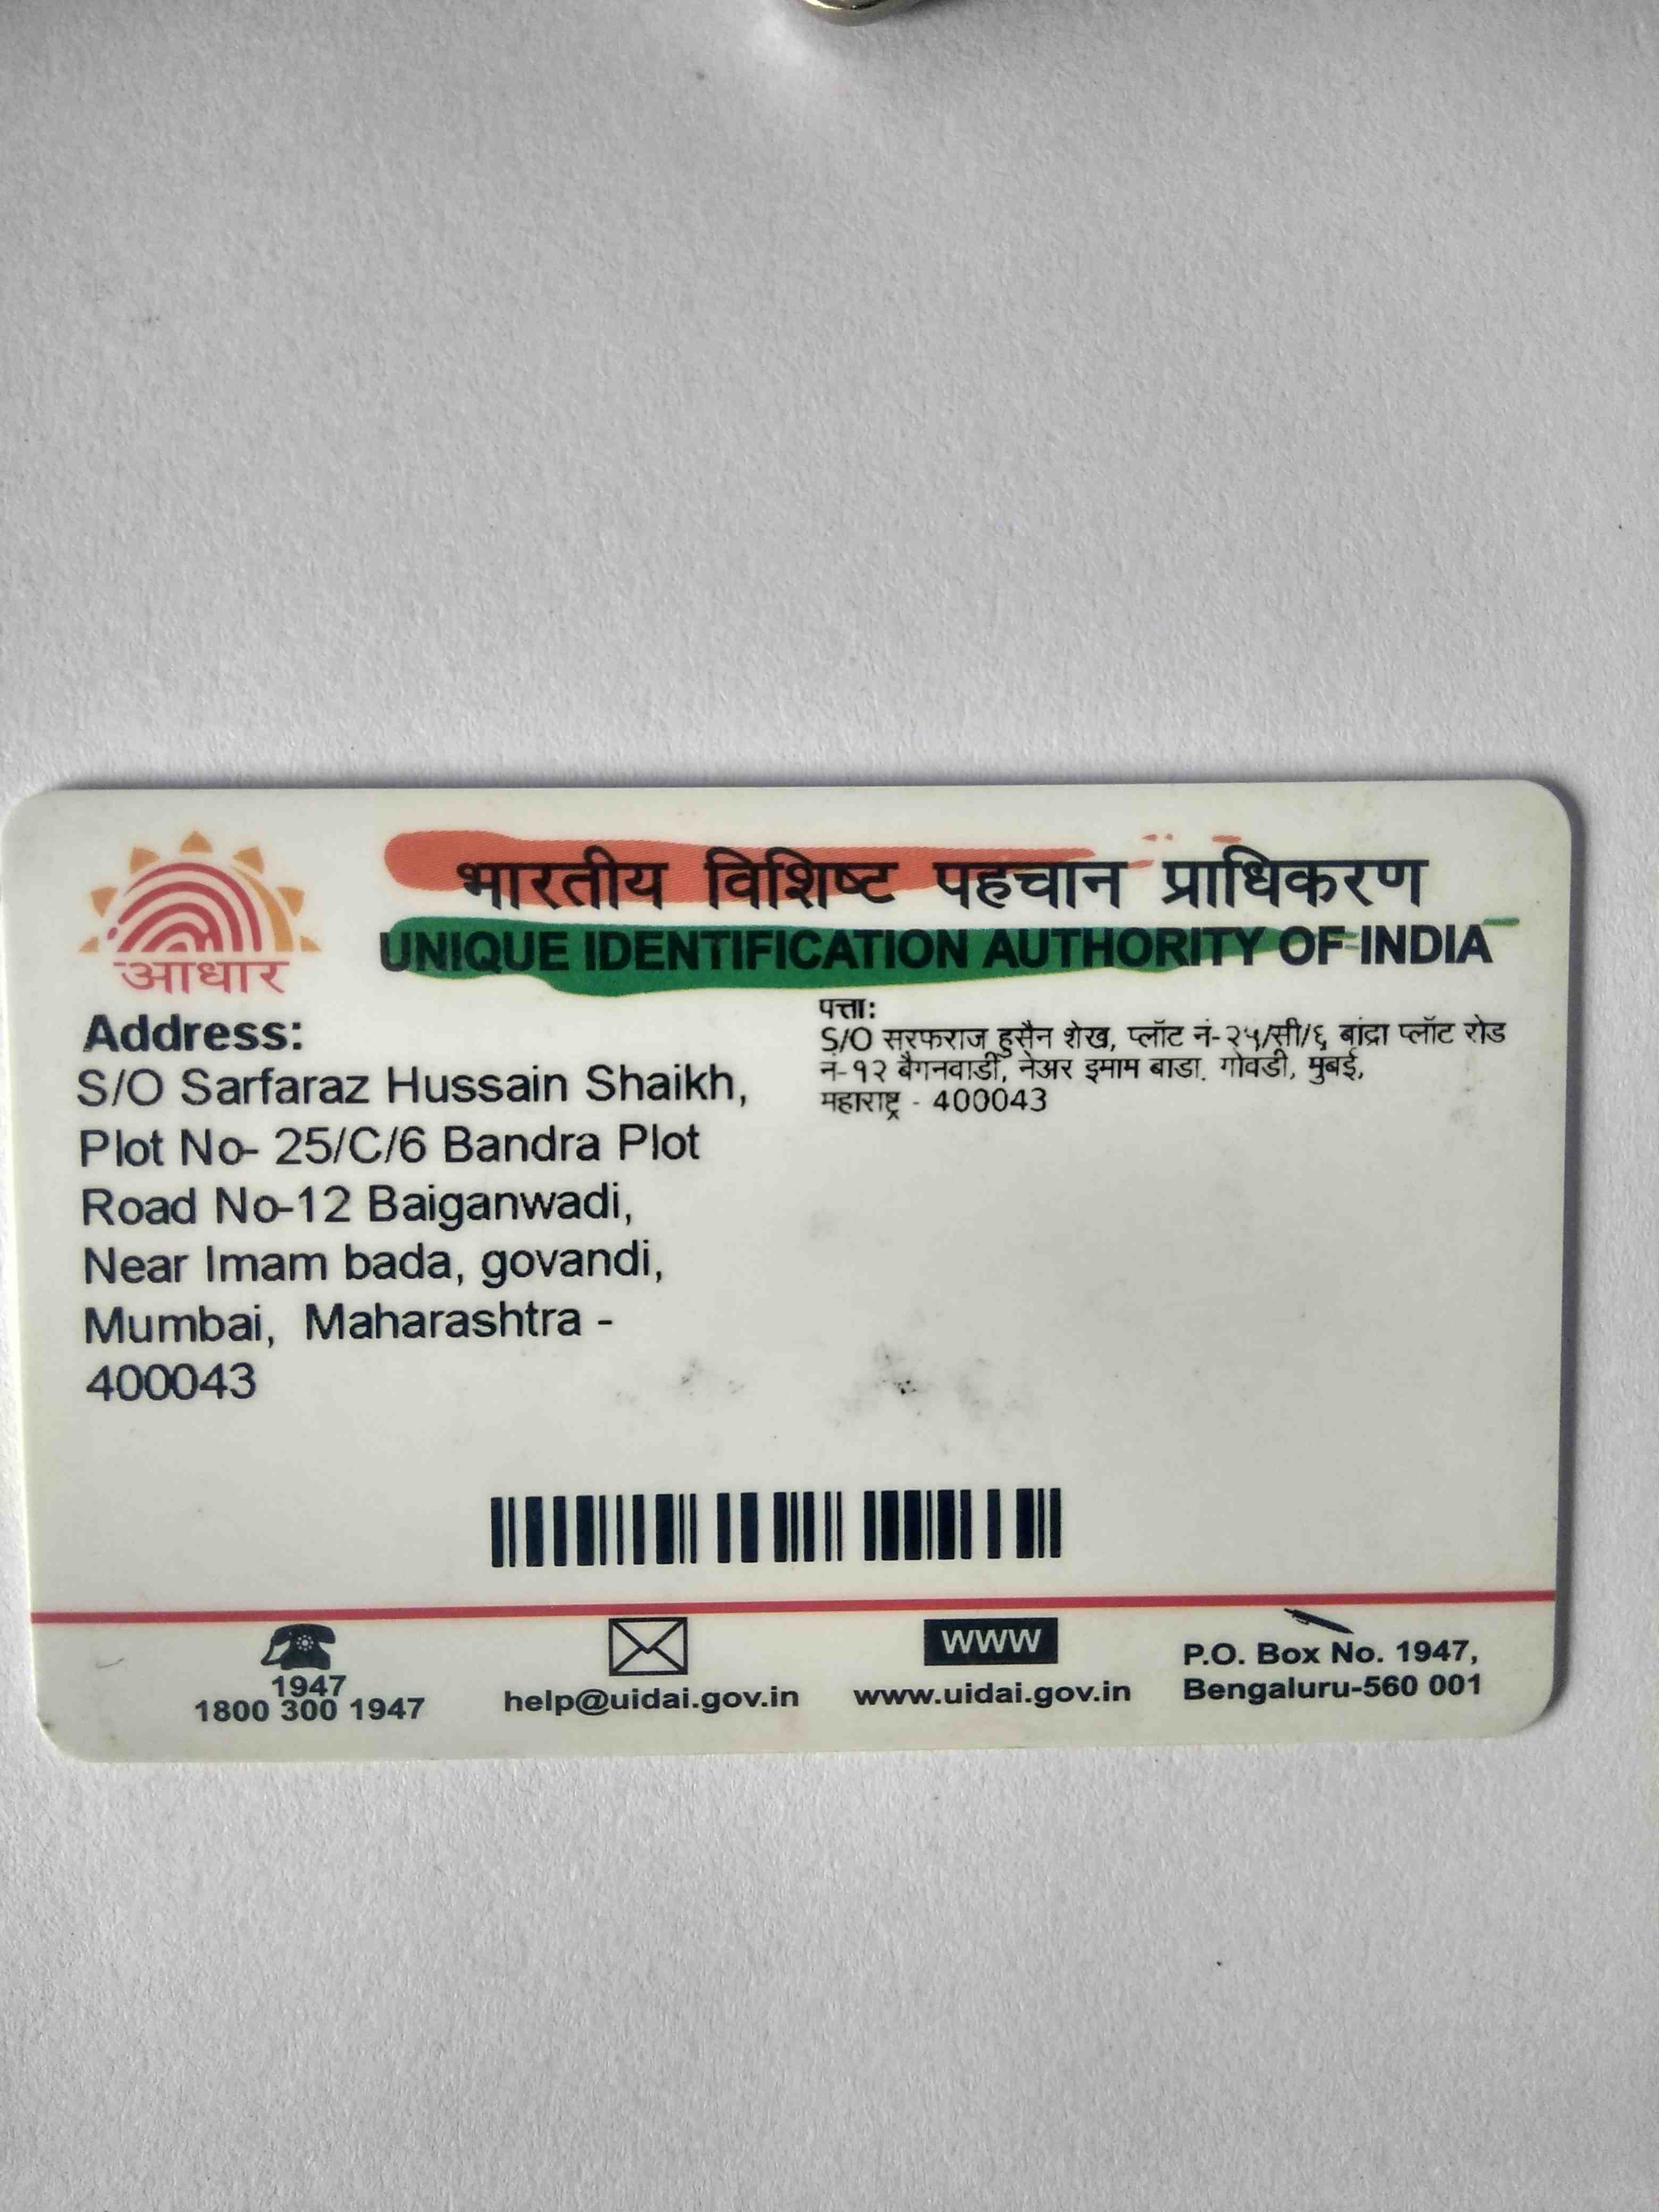 भारतीय विशिष्ट पहचान प्राधिकरण
UNIQUE IDENTIFICATION AUTHORITY OF INDIA
आधार
Address:
S/O Sarfaraz Hussain Shaikh,
Plot No- 25/C/6 Bandra Plot
Road No-12 Baiganwadi,
Near Imam bada, govandi,
Mumbai, Maharashtra -
400043
पत्ता:
S/O सरफराज हुसैन शेख, प्लॉट नं-२५/सी/६ बांद्रा प्लॉट रोड
नं-१२ बैगनवाडी, नेअर इमाम बाडा, गोवंडी, मुंबई,
महाराष्ट्र - 400043
1947
1800 300 1947
help@uidai.gov.in
www
www.uidai.gov.in
P.O. Box No. 1947,
Bengaluru-560 001